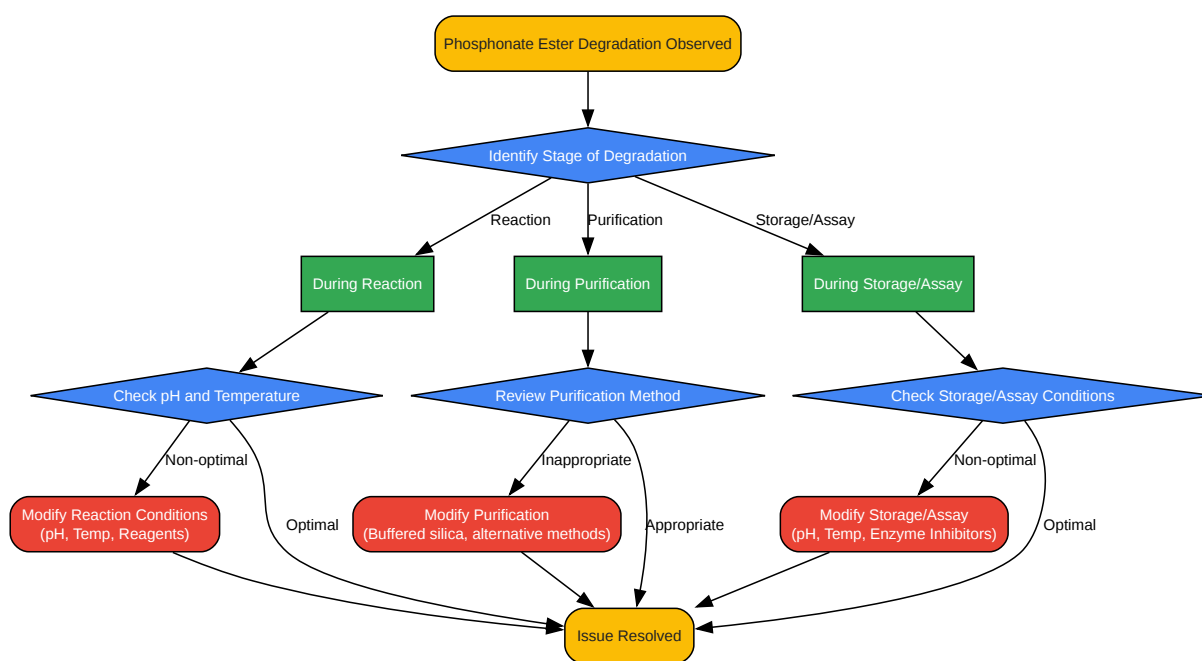 Phosphonate Ester Degradation Observed
Identify Stage of Degradation
Reaction
Purification
Storage/Assay
During Reaction
During Purification
During Storage/Assay
Check pH and Temperature
Review Purification Method
Check Storage/Assay Conditions
Non-optimal
Inappropriate
Non-optimal
Modify Reaction Conditions
(pH, Temp, Reagents)
Optimal
Modify Purification
(Buffered silica, alternative methods)
Appropriate
Modify Storage/Assay
(pH, Temp, Enzyme Inhibitors)
Optimal
Issue Resolved